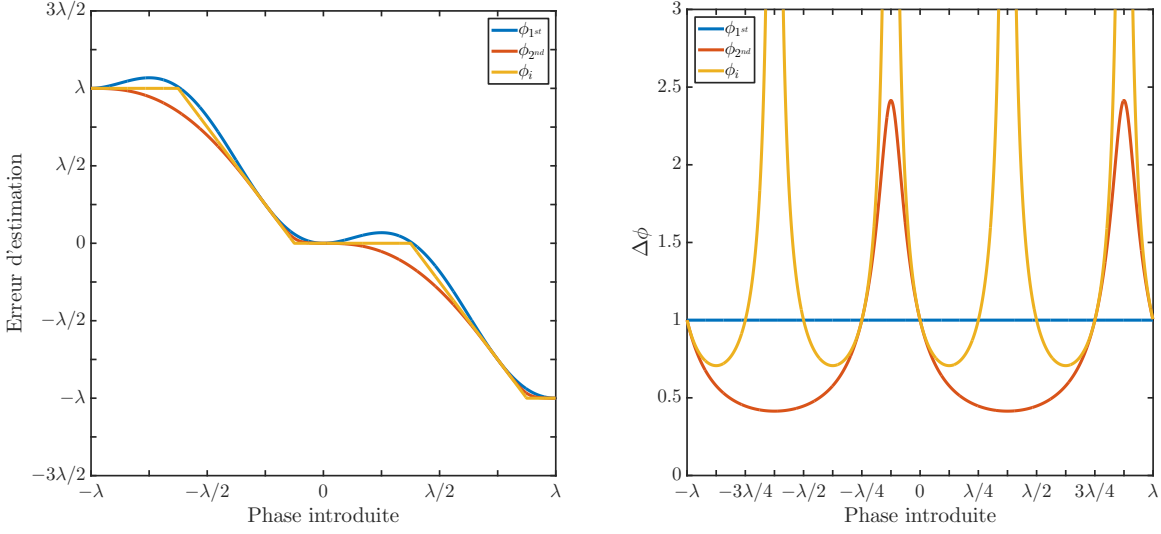 Erreur d'estimation
3λ/2
λ
λ/2
0
−λ/2
−λ
−3λ/2
−λ
−λ/2
0
λ/2
λ
Phase introduite
ϕ1st
ϕ2nd
ϕi
Δϕ
3
2.5
2
1.5
1
0.5
0
−λ
−3λ/4
−λ/2
−λ/4
0
λ/4
λ/2
3λ/4
λ
Phase introduite
ϕ1st
ϕ2nd
ϕi